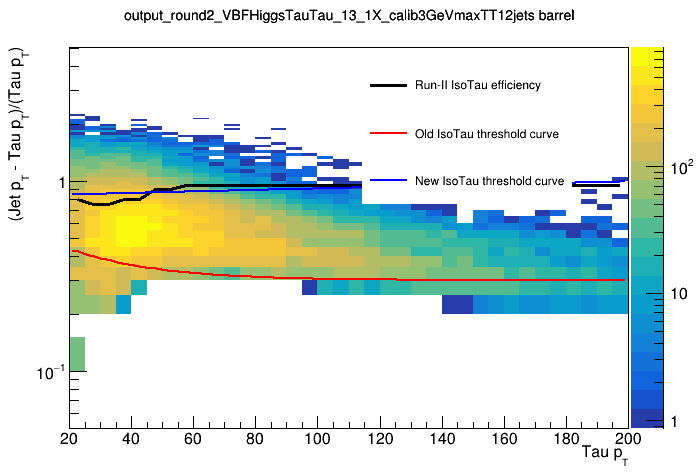 output_round2_VBFHiggsTauTau_13_1X_calib3GeVmaxTT12jets barrel
(Jet p_T - Tau p_T)/(Tau p_T)
Run-II IsoTau efficiency
Old IsoTau threshold curve
New IsoTau threshold curve
1
10^-1
10^2
10
1
20 40 60 80 100 120 140 160 180 200
Tau p_T